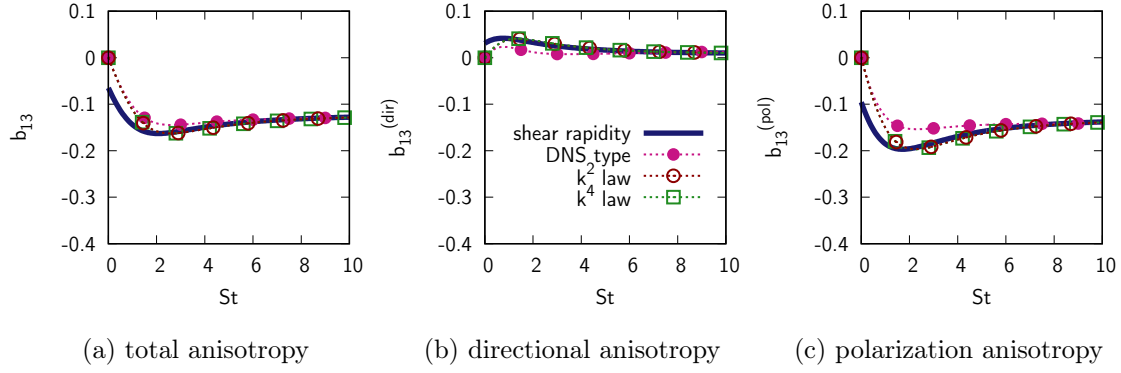 0.1
0
-0.1
-0.2
-0.3
-0.4
0 2 4 6 8 10
b13
St
(a) total anisotropy
0.1
0
-0.1
-0.2
-0.3
-0.4
0 2 4 6 8 10
b13(dir)
St
shear rapidity
DNS type
k2 law
k4 law
(b) directional anisotropy
0.1
0
-0.1
-0.2
-0.3
-0.4
0 2 4 6 8 10
b13(pol)
St
(c) polarization anisotropy